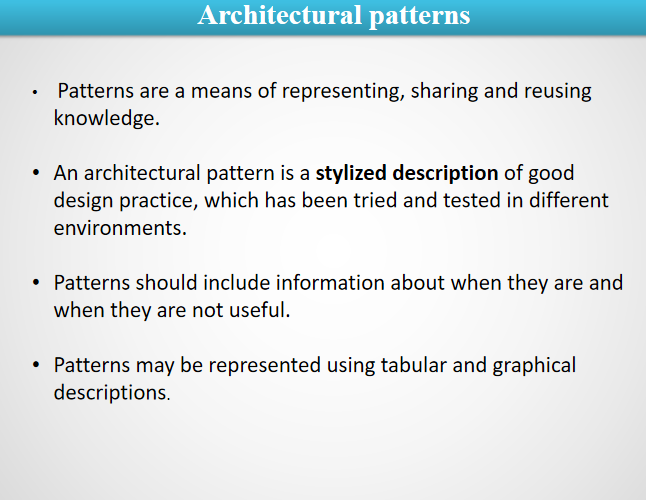 Architectural patterns
• Patterns are a means of representing, sharing and reusing
knowledge.
• An architectural pattern is a stylized description of good
design practice, which has been tried and tested in different
environments.
• Patterns should include information about when they are and
when they are not useful.
• Patterns may be represented using tabular and graphical
descriptions.